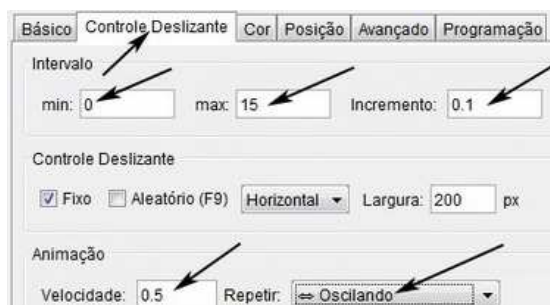 Básico Controle Deslizante Cor Posição Avançado Programação
Intervalo
min: 0 max: 15 Incremento: 0.1
Controle Deslizante
Fixo Aleatório (F9) Horizontal Largura: 200 px
Animação
Velocidade: 0.5 Repetir: ⇔ Oscilando